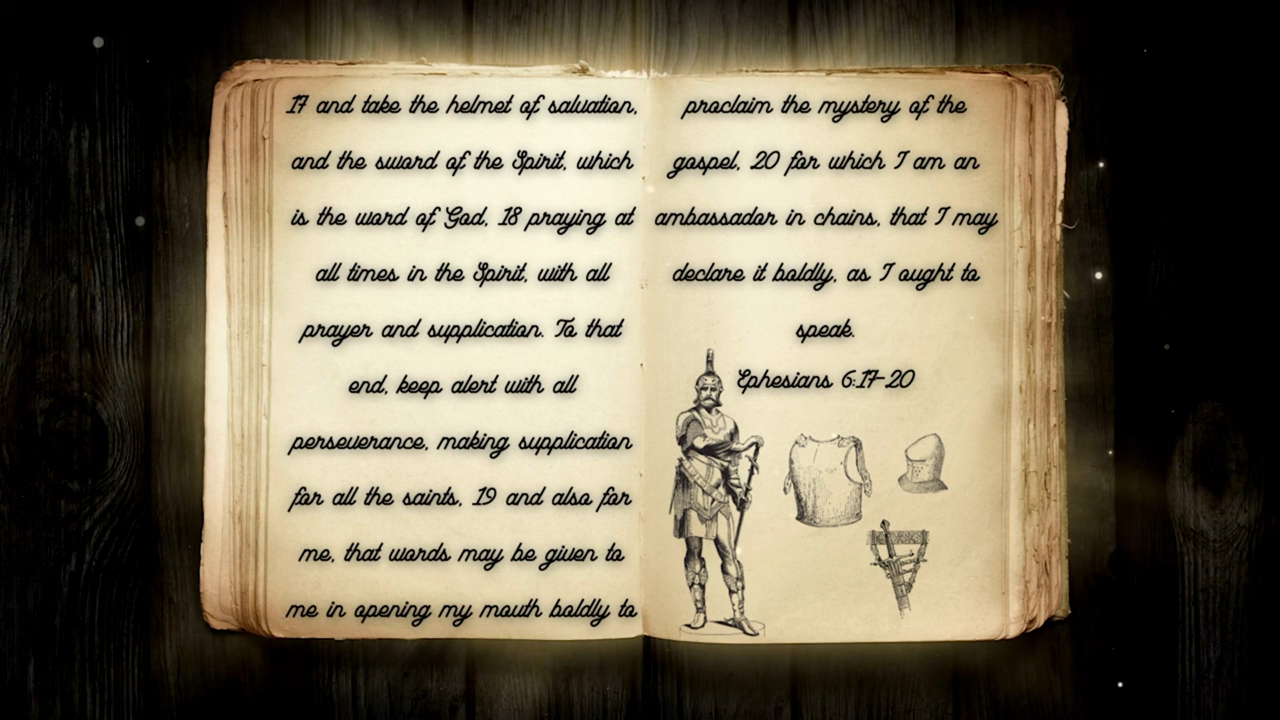 17 and take the helmet of salvation,
and the sword of the Spirit, which
is the word of God, 18 praying at
all times in the Spirit, with all
prayer and supplication. To that
end, keep alert with all
perseverance, making supplication
for all the saints, 19 and also for
me, that words may be given to
me in opening my mouth boldly to
proclaim the mystery of the
gospel, 20 for which I am an
ambassador in chains, that I may
declare it boldly, as I ought to
speak.
Ephesians 6:17-20